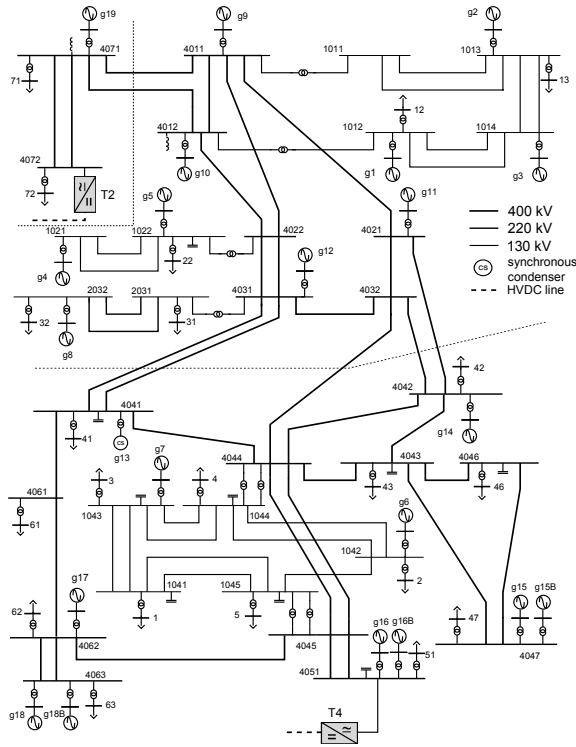 g19
g9
g2
4071
4011
1011
1013
71
13
12
4012
1012
1014
4072
g10
g1
g3
72
T2
g5
g11
400 kV
220 kV
130 kV
CS
synchronous
condenser
HVDC line
1021
1022
4022
4021
22
g12
g4
2032
2031
4031
4032
32
g8
31
42
4042
4041
g14
41
CS
g13
g7
4044
4043
4046
3
4
43
46
4061
1043
1044
g6
61
1042
g17
1041
1045
2
g15
g15B
62
1
5
g16
g16B
47
4062
4045
51
4047
4063
4051
g18
g18B
63
T4